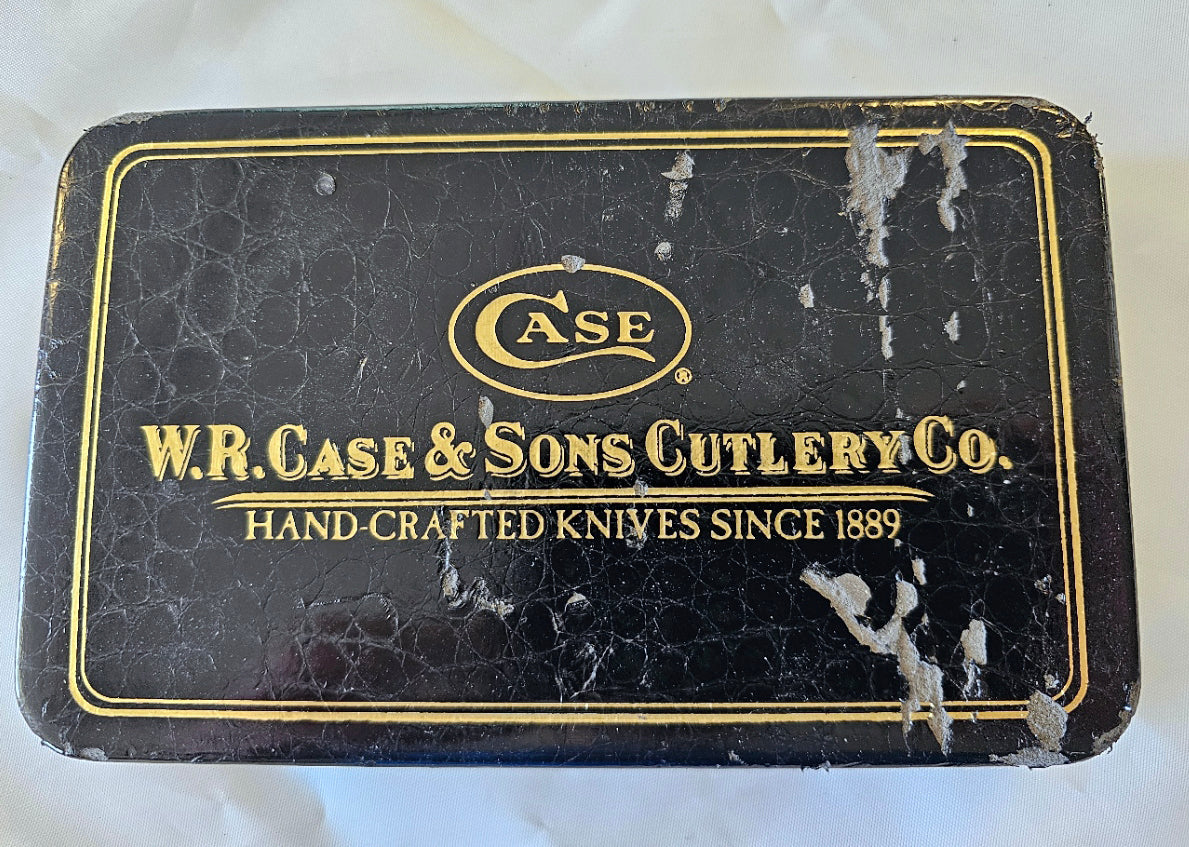 CASE
®
W.R. CASE & SONS CUTLERY CO.
HAND-CRAFTED KNIVES SINCE 1889